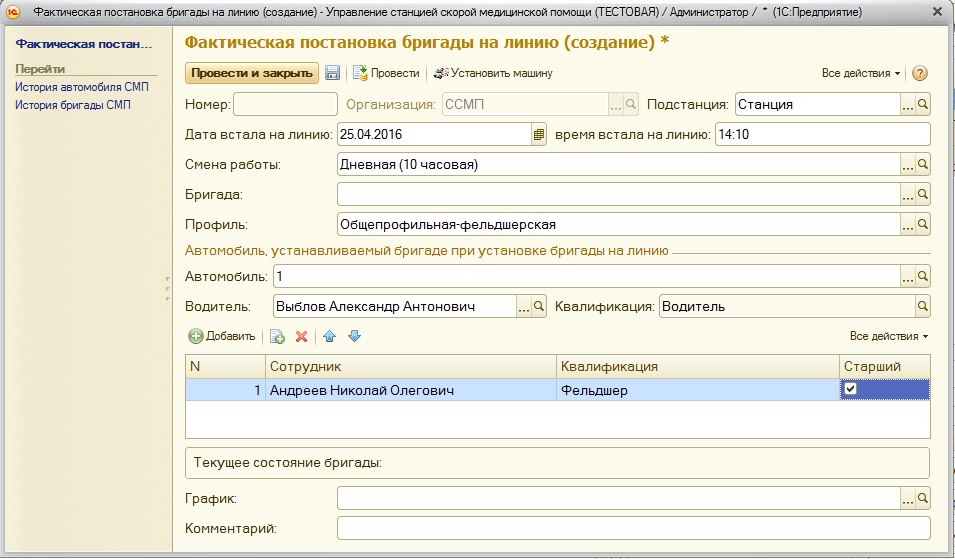 Фактическая постановка бригады на линию (создание) - Управление станцией скорой медицинской помощи (ТЕСТОВАЯ) / Администратор / * (1С:Предприятие)
Фактическая постан...
Перейти
История автомобиля СМП
История бригады СМП
Фактическая постановка бригады на линию (создание) *
Провести и закрыть Провести Установить машину Все действия
Номер: Организация: ССМП Подстанция: Станция
Дата встала на линию: 25.04.2016 время встала на линию: 14:10
Смена работы: Дневная (10 часовая)
Бригада:
Профиль: Общепрофильная-фельдшерская
Автомобиль, устанавливаемый бригаде при установке бригады на линию
Автомобиль: 1
Водитель: Выблов Александр Антонович Квалификация: Водитель
Добавить Все действия
N Сотрудник Квалификация Старший
1 Андреев Николай Олегович Фельдшер
Текущее состояние бригады:
График:
Комментарий: